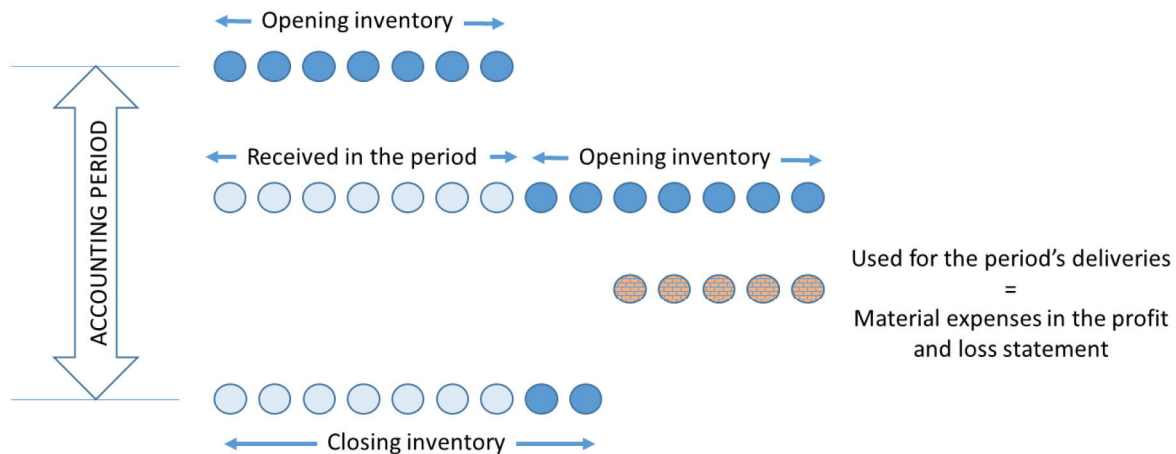 Opening inventory
ACCOUNTING PERIOD
Received in the period
Opening inventory
Used for the period’s deliveries
=
Material expenses in the profit
and loss statement
Closing inventory